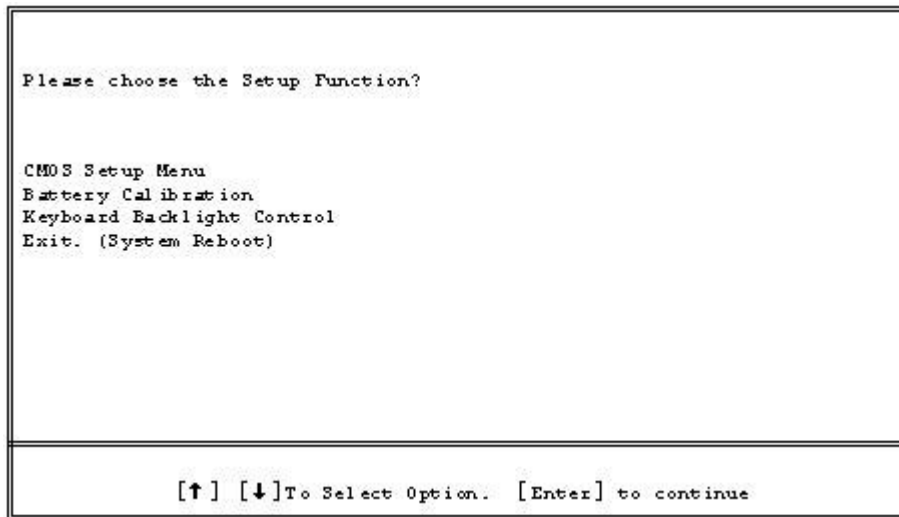 Please choose the Setup Function?
CMOS Setup Menu
Battery Calibration
Keyboard Backlight Control
Exit. (System Reboot)
[↑] [↓]To Select Option. [Enter] to continue